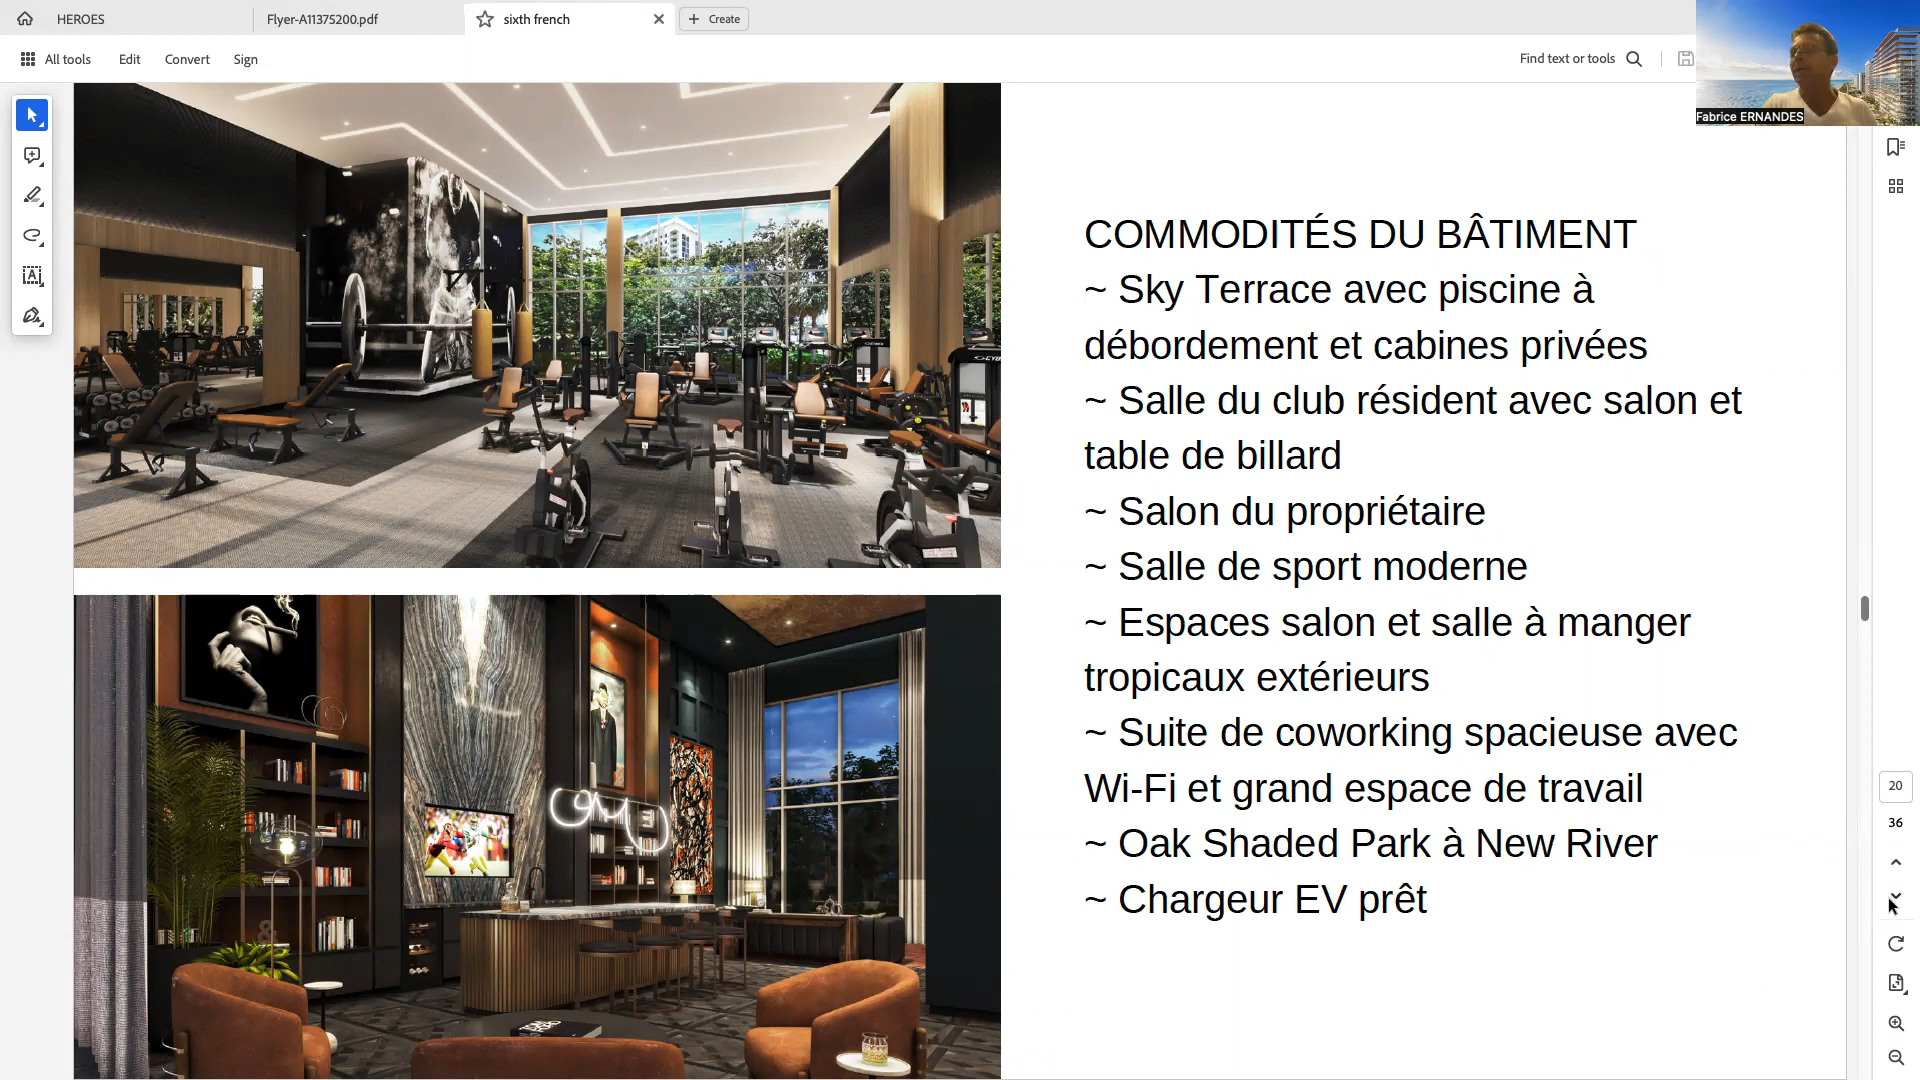 HEROES
Flyer-A11375200.pdf
sixth french
Create
All tools
Edit
Convert
Sign
Find text or tools
Fabrice ERNANDES
COMMODITÉS DU BÂTIMENT
~ Sky Terrace avec piscine à
débordement et cabines privées
~ Salle du club résident avec salon et
table de billard
~ Salon du propriétaire
~ Salle de sport moderne
~ Espaces salon et salle à manger
tropicaux extérieurs
~ Suite de coworking spacieuse avec
Wi-Fi et grand espace de travail
~ Oak Shaded Park à New River
~ Chargeur EV prêt
TOM FORD
20
36